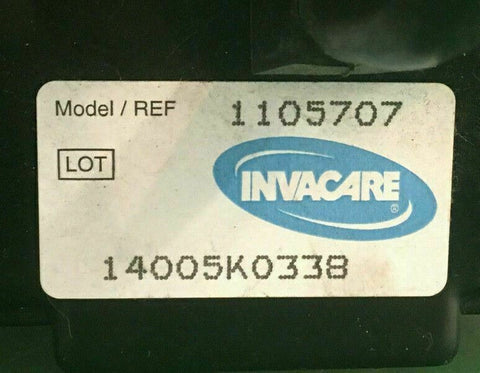 Model / REF 1105707
LOT
INVACARE®
14005K0338